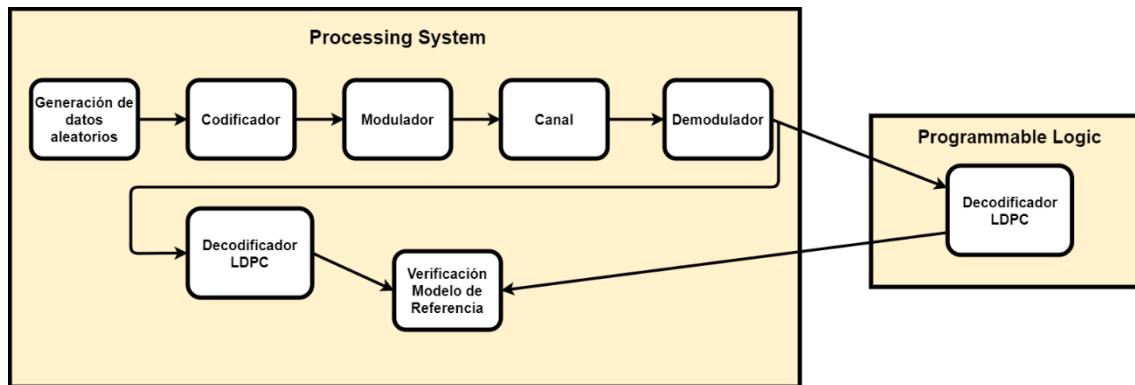 Processing System
Generación de
datos
aleatorios
Codificador
Modulador
Canal
Demodulador
Programmable Logic
Decodificador
LDPC
Decodificador
LDPC
Verificación
Modelo de
Referencia